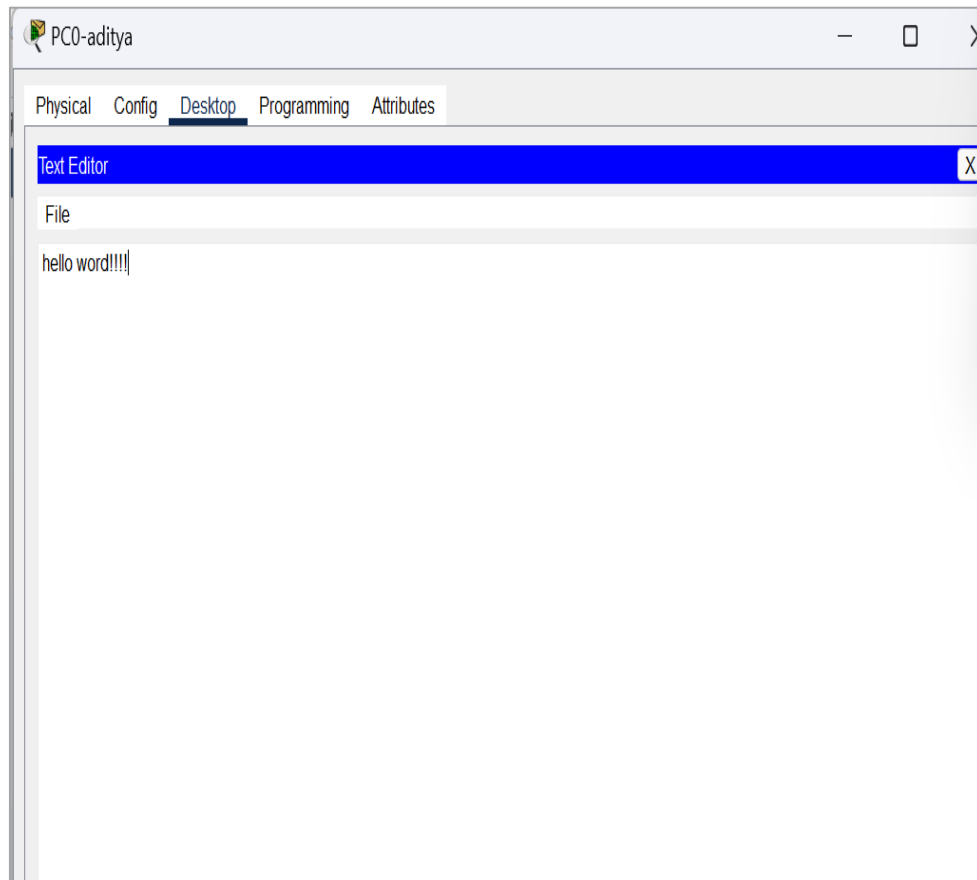 PC0-aditya
Physical Config Desktop Programming Attributes
Text Editor X
File
hello word!!!!